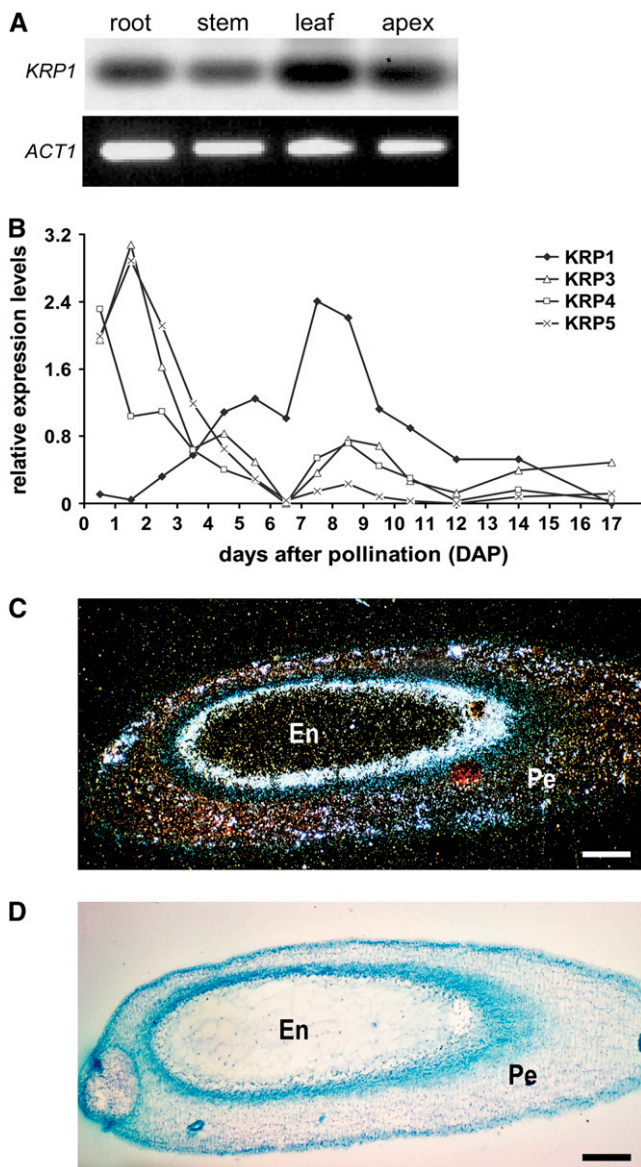 A
root stem leaf apex
KRP1
ACT1
B
relative expression levels
3.2
2.4
1.6
0.8
0
0 1 2 3 4 5 6 7 8 9 10 11 12 13 14 15 16 17
days after pollination (DAP)
KRP1
KRP3
KRP4
KRP5
C
En
Pe
D
En
Pe